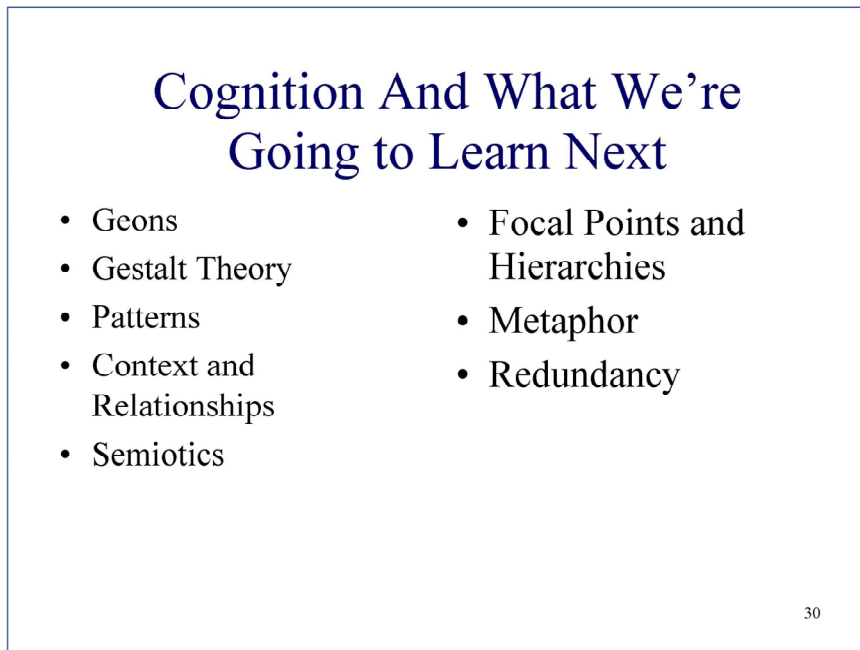 Cognition And What We’re
Going to Learn Next
• Geons
• Gestalt Theory
• Patterns
• Context and
Relationships
• Semiotics
• Focal Points and
Hierarchies
• Metaphor
• Redundancy
30